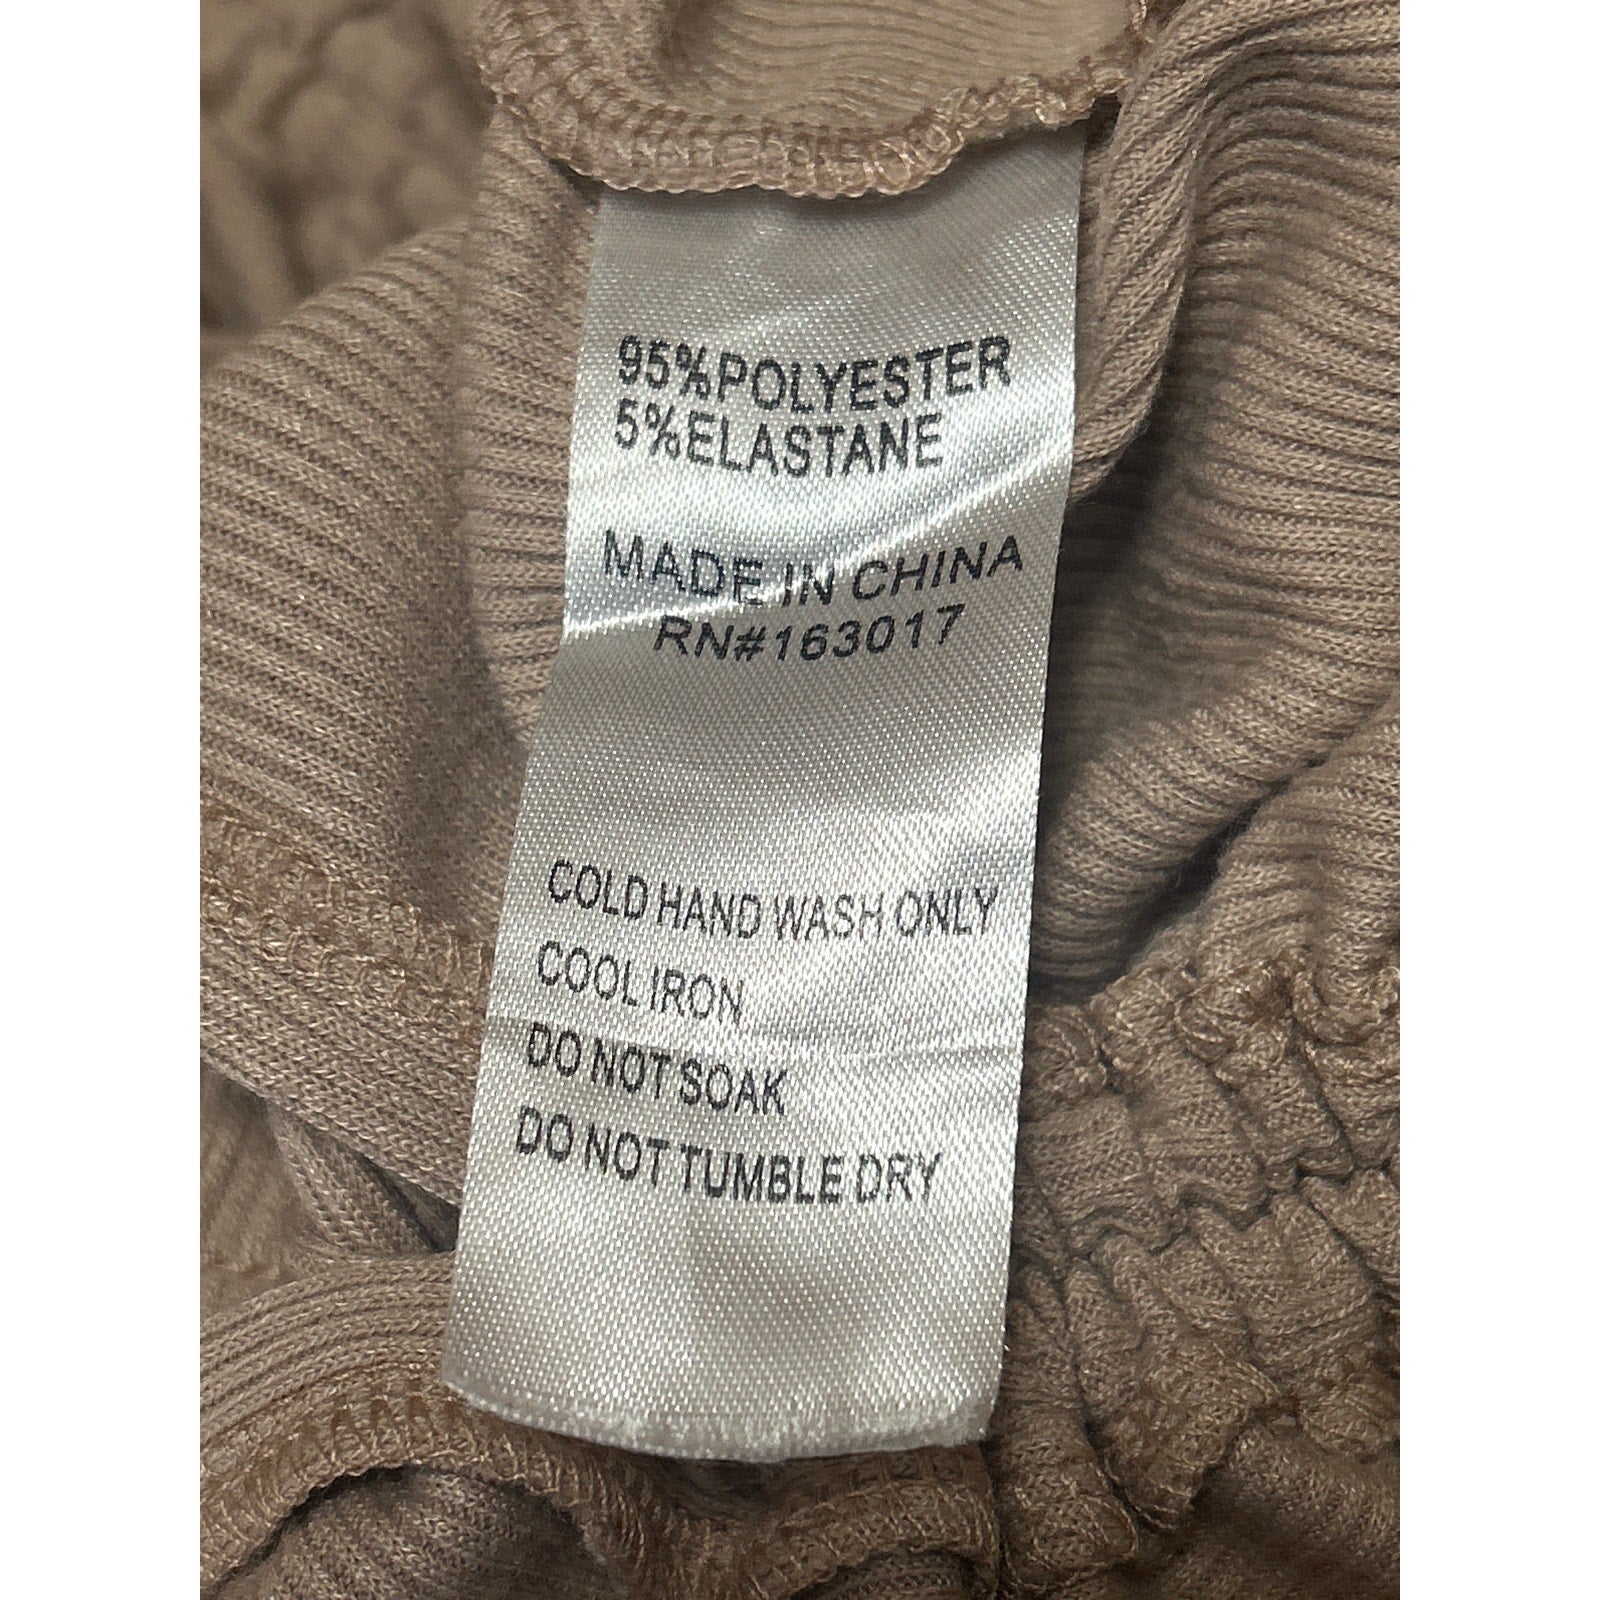 95%POLYESTER
5%ELASTANE
MADE IN CHINA
RN#163017
COLD HAND WASH ONLY
COOL IRON
DO NOT SOAK
DO NOT TUMBLE DRY